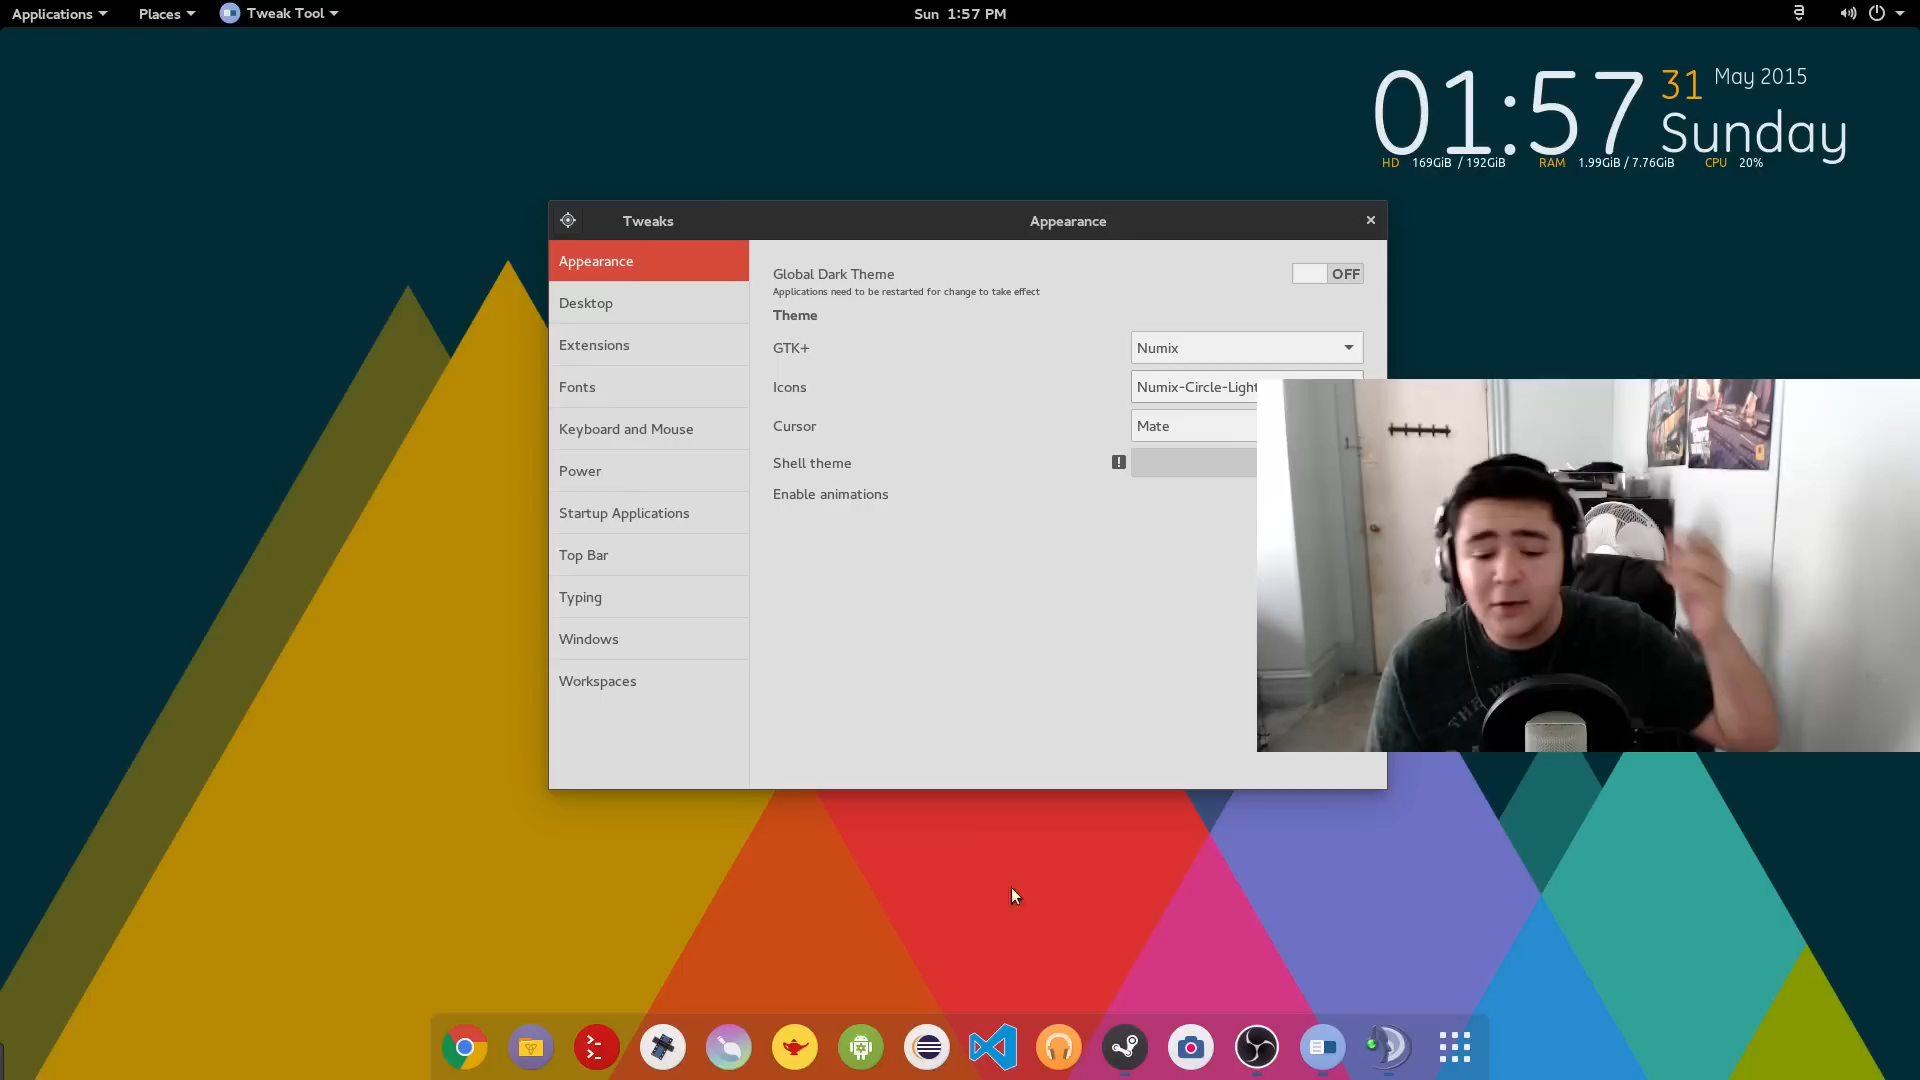 Applications Places Tweak Tool Sun 1:57 PM
01:57 31 May 2015
Sunday
HD 169GiB / 192GiB RAM 1.99GiB / 7.76GiB CPU 20%
Tweaks Appearance
Appearance
Desktop
Extensions
Fonts
Keyboard and Mouse
Power
Startup Applications
Top Bar
Typing
Windows
Workspaces
Global Dark Theme OFF
Applications need to be restarted for change to take effect
Theme
GTK+ Numix
Icons Numix-Circle-Light
Cursor Mate
Shell theme
Enable animations
THE